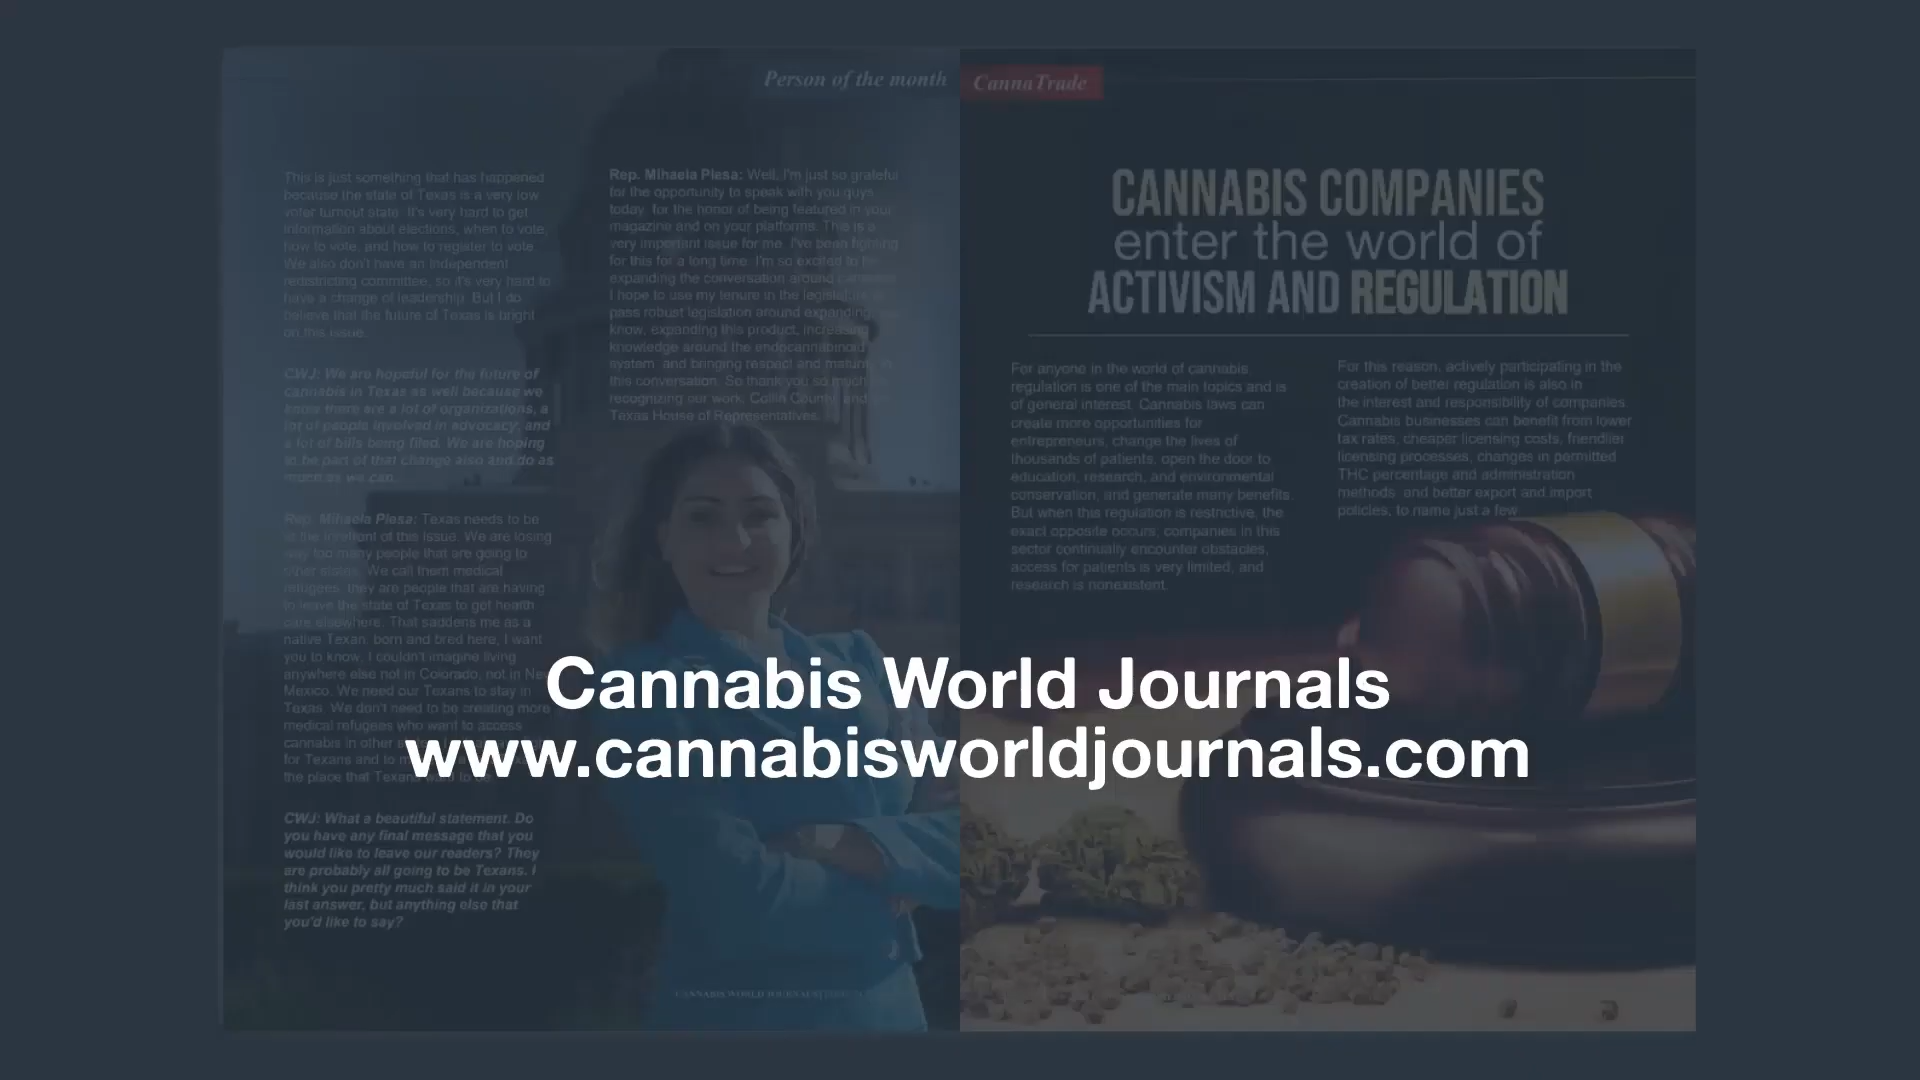 Person of the month
This is just something that has happened
because the state of Texas is a very low
voter turnout state. It's very hard to get
information about elections, when to vote,
how to vote, and how to register to vote.
We also don't have an independent
redistricting committee, so it's very hard to
have a change of leadership. But I do
believe that the future of Texas is bright
on this issue.
CWJ: We are hopeful for the future of
cannabis in Texas as well because we
know there are a lot of organizations, a
lot of people involved in advocacy, and
a lot of bills being filed. We are hoping
to be part of that change also and do as
much as we can.
Rep. Mihaela Plesa: Texas needs to be
at the forefront of this issue. We are losing
way too many people that are going to
other states. We call them medical
refugees, they are people that are having
to leave the state of Texas to get health
care elsewhere. That saddens me as a
native Texan, born and bred here, I want
you to know, I couldn't imagine living
anywhere else not in Colorado, not in New
Mexico. We need our Texans to stay in
Texas. We don't need to be creating more
medical refugees who want to access
cannabis in other
for Texans and to
the place that Texans want to be
CWJ: What a beautiful statement. Do
you have any final message that you
would like to leave our readers? They
are probably all going to be Texans. I
think you pretty much said it in your
last answer, but anything else that
you'd like to say?
Rep. Mihaela Plesa: Well, I'm just so grateful
for the opportunity to speak with you guys
today, for the honor of being featured in your
magazine and on your platforms. This is a
very important issue for me. I've been fighting
for this for a long time. I'm so excited to be
expanding the conversation around cannabis.
I hope to use my tenure in the legislature to
pass robust legislation around expanding, you
know, expanding this product, increasing
knowledge around the endocannabinoid
system, and bringing respect and maturity to
this conversation. So thank you so much for
recognizing our work, Collin County, and the
Texas House of Representatives.
CANNABIS WORLD JOURNALS
CannaTrade
CANNABIS COMPANIES
enter the world of
ACTIVISM AND REGULATION
For anyone in the world of cannabis,
regulation is one of the main topics and is
of general interest. Cannabis laws can
create more opportunities for
entrepreneurs, change the lives of
thousands of patients, open the door to
education, research, and environmental
conservation, and generate many benefits.
But when this regulation is restrictive, the
exact opposite occurs; companies in this
sector continually encounter obstacles,
access for patients is very limited, and
research is nonexistent.
For this reason, actively participating in the
creation of better regulation is also in
the interest and responsibility of companies.
Cannabis businesses can benefit from lower
tax rates, cheaper licensing costs, friendlier
licensing processes, changes in permitted
THC percentage and administration
methods, and better export and import
policies, to name just a few.
Cannabis World Journals
www.cannabisworldjournals.com